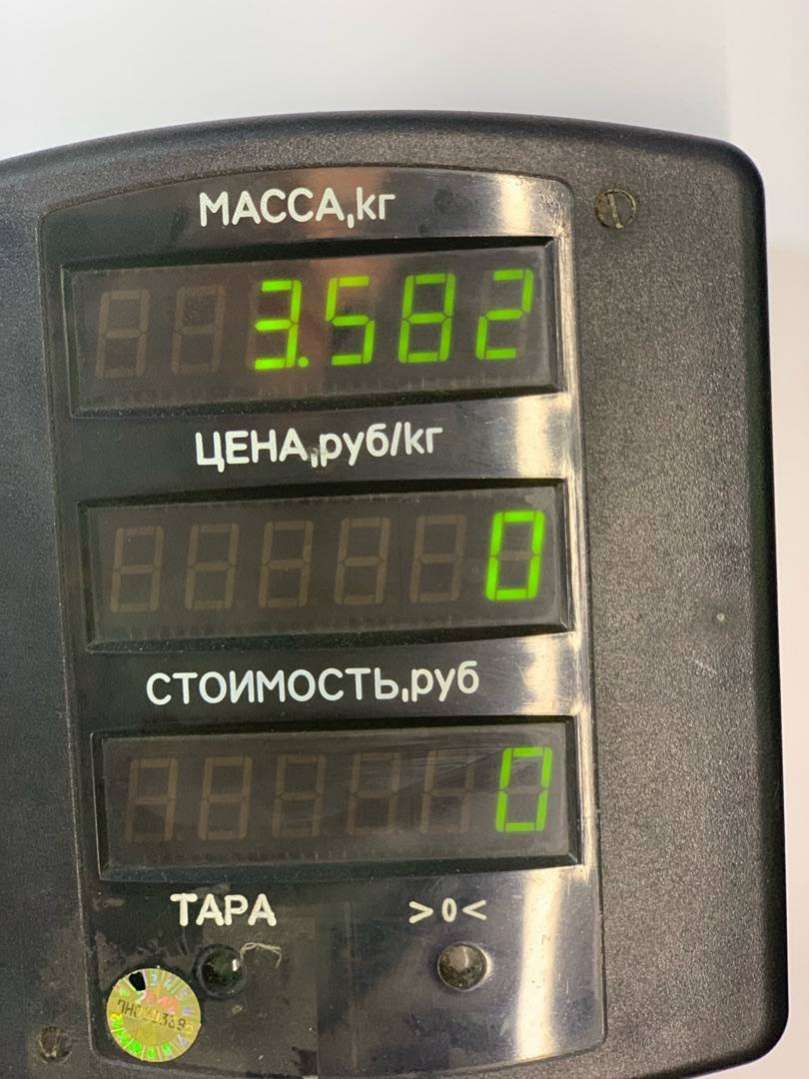 МАССА,кг
3.582
ЦЕНА,руб/кг
0
СТОИМОСТЬ,руб
0
ТАРА >0<